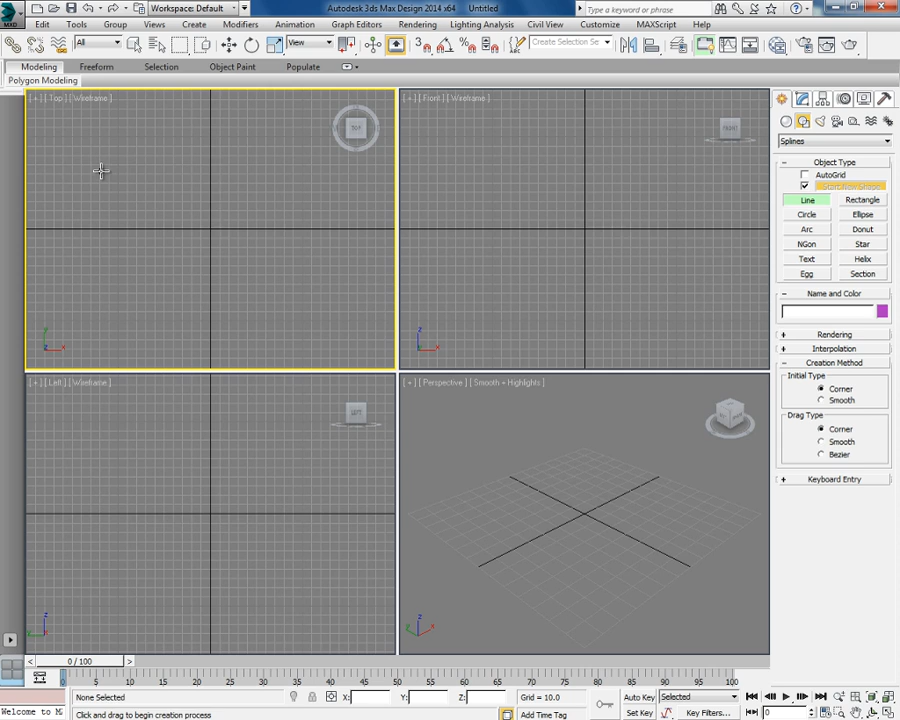 Workspace: Default
Autodesk 3ds Max Design 2014 x64 Untitled
Type a keyword or phrase
MXD
Edit Tools Group Views Create Modifiers Animation Graph Editors Rendering Lighting Analysis Civil View Customize MAXScript Help
All View Create Selection Se
Modeling Freeform Selection Object Paint Populate
Polygon Modeling
[+] [Top] [Wireframe]
TOP
[+] [Front] [Wireframe]
FRONT
Splines
Object Type
AutoGrid
Start New Shape
Line Rectangle
Circle Ellipse
Arc Donut
NGon Star
Text Helix
Egg Section
Name and Color
Rendering
Interpolation
Creation Method
Initial Type
Corner
Smooth
Drag Type
Corner
Smooth
Bezier
Keyboard Entry
y
x
z
x
[+] [Left] [Wireframe]
LEFT
[+] [Perspective] [Smooth + Highlights]
z
y
z
y x
0 / 100
0 5 10 15 20 25 30 35 40 45 50 55 60 65 70 75 80 85 90 95 100
None Selected X: Y: Z: Grid = 10.0 Auto Key Selected
Welcome to M Click and drag to begin creation process Add Time Tag Set Key Key Filters... 0